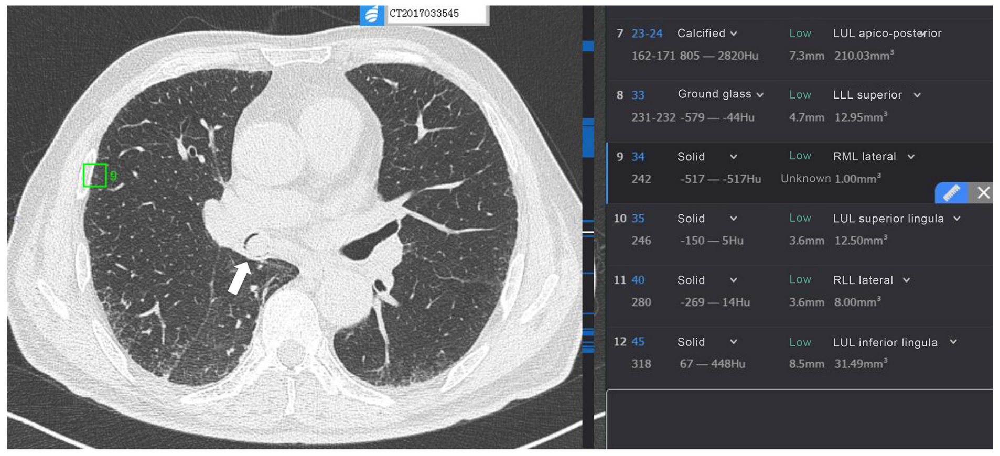 CT2017033545
9
7 23-24 Calcified Low LUL apico-posterior
162-171 805 — 2820Hu 7.3mm 210.03mm³
8 33 Ground glass Low LLL superior
231-232 -579 — -44Hu 4.7mm 12.95mm³
9 34 Solid Low RML lateral
242 -517 — -517Hu Unknown 1.00mm³
10 35 Solid Low LUL superior lingula
246 -150 — 5Hu 3.6mm 12.50mm³
11 40 Solid Low RLL lateral
280 -269 — 14Hu 3.6mm 8.00mm³
12 45 Solid Low LUL inferior lingula
318 67 — 448Hu 8.5mm 31.49mm³